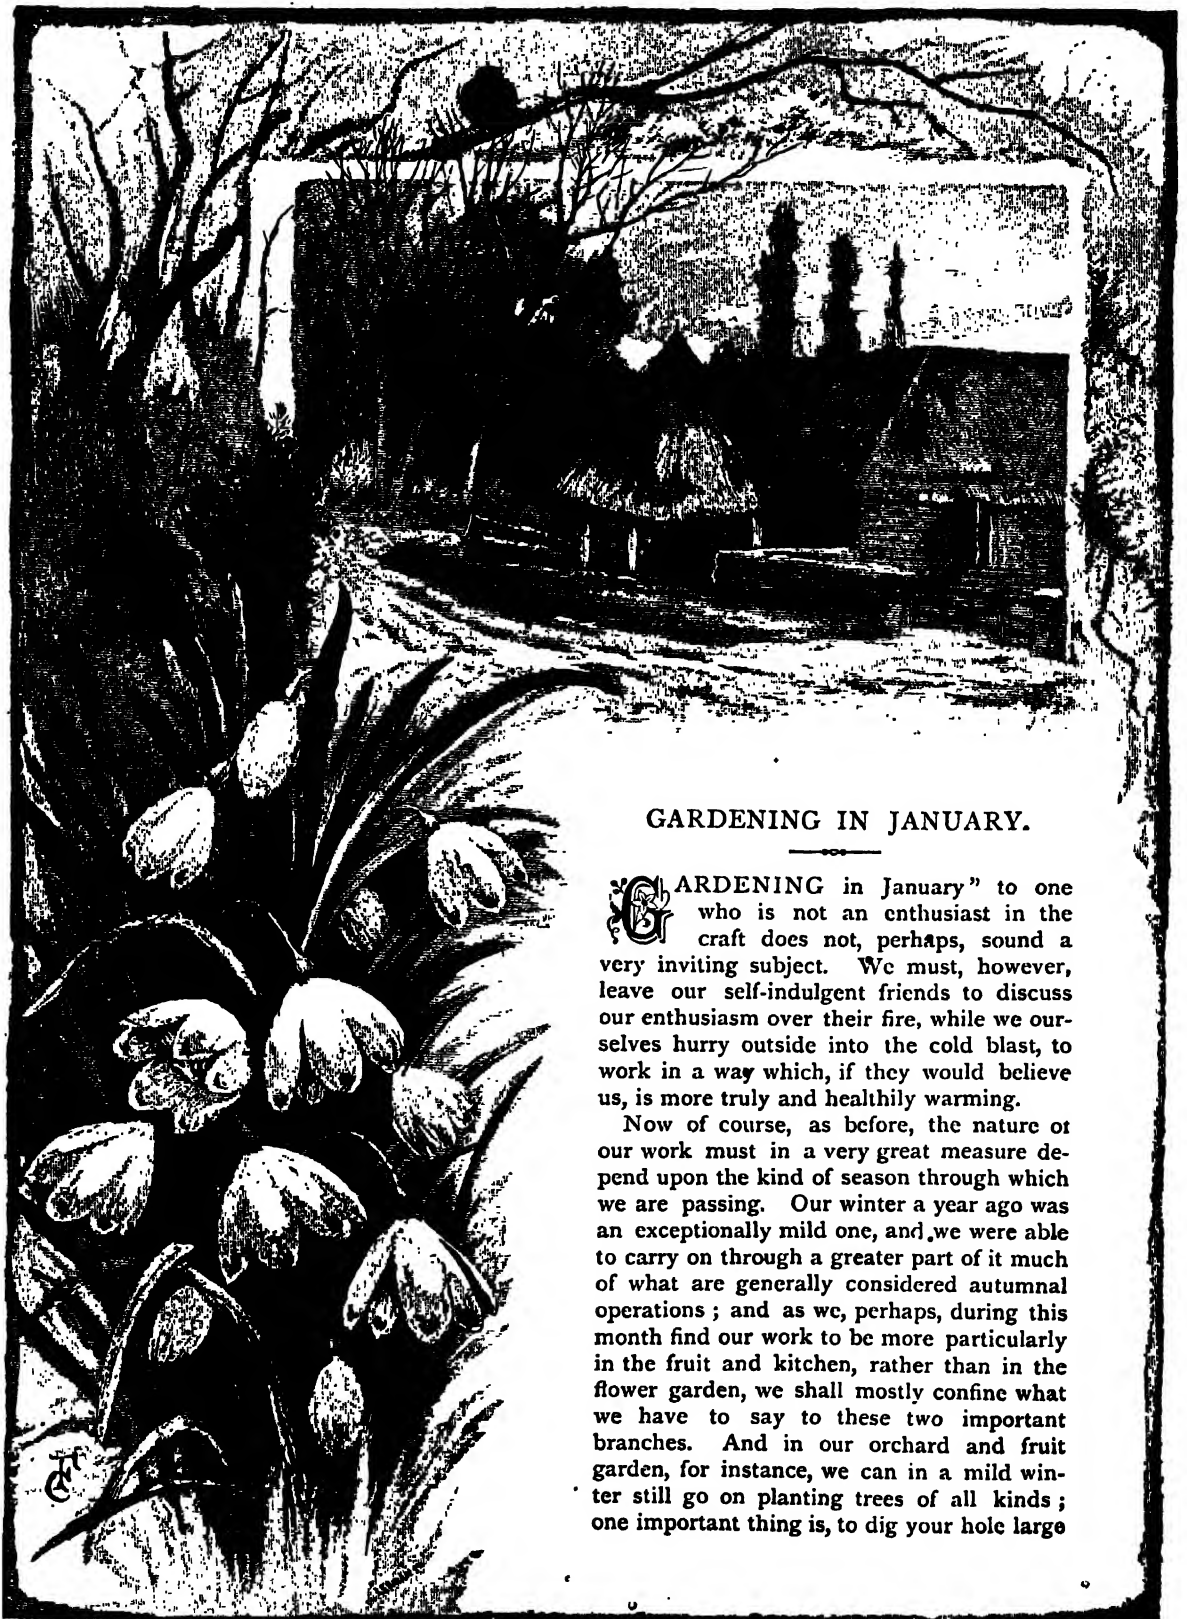 GARDENING IN JANUARY.
GARDENING in January" to one
who is not an enthusiast in the
craft does not, perhaps, sound a
very inviting subject. We must, however,
leave our self-indulgent friends to discuss
our enthusiasm over their fire, while we our-
selves hurry outside into the cold blast, to
work in a way which, if they would believe
us, is more truly and healthily warming.
Now of course, as before, the nature of
our work must in a very great measure de-
pend upon the kind of season through which
we are passing. Our winter a year ago was
an exceptionally mild one, and we were able
to carry on through a greater part of it much
of what are generally considered autumnal
operations ; and as we, perhaps, during this
month find our work to be more particularly
in the fruit and kitchen, rather than in the
flower garden, we shall mostly confine what
we have to say to these two important
branches. And in our orchard and fruit
garden, for instance, we can in a mild win-
ter still go on planting trees of all kinds ;
one important thing is, to dig your hole large